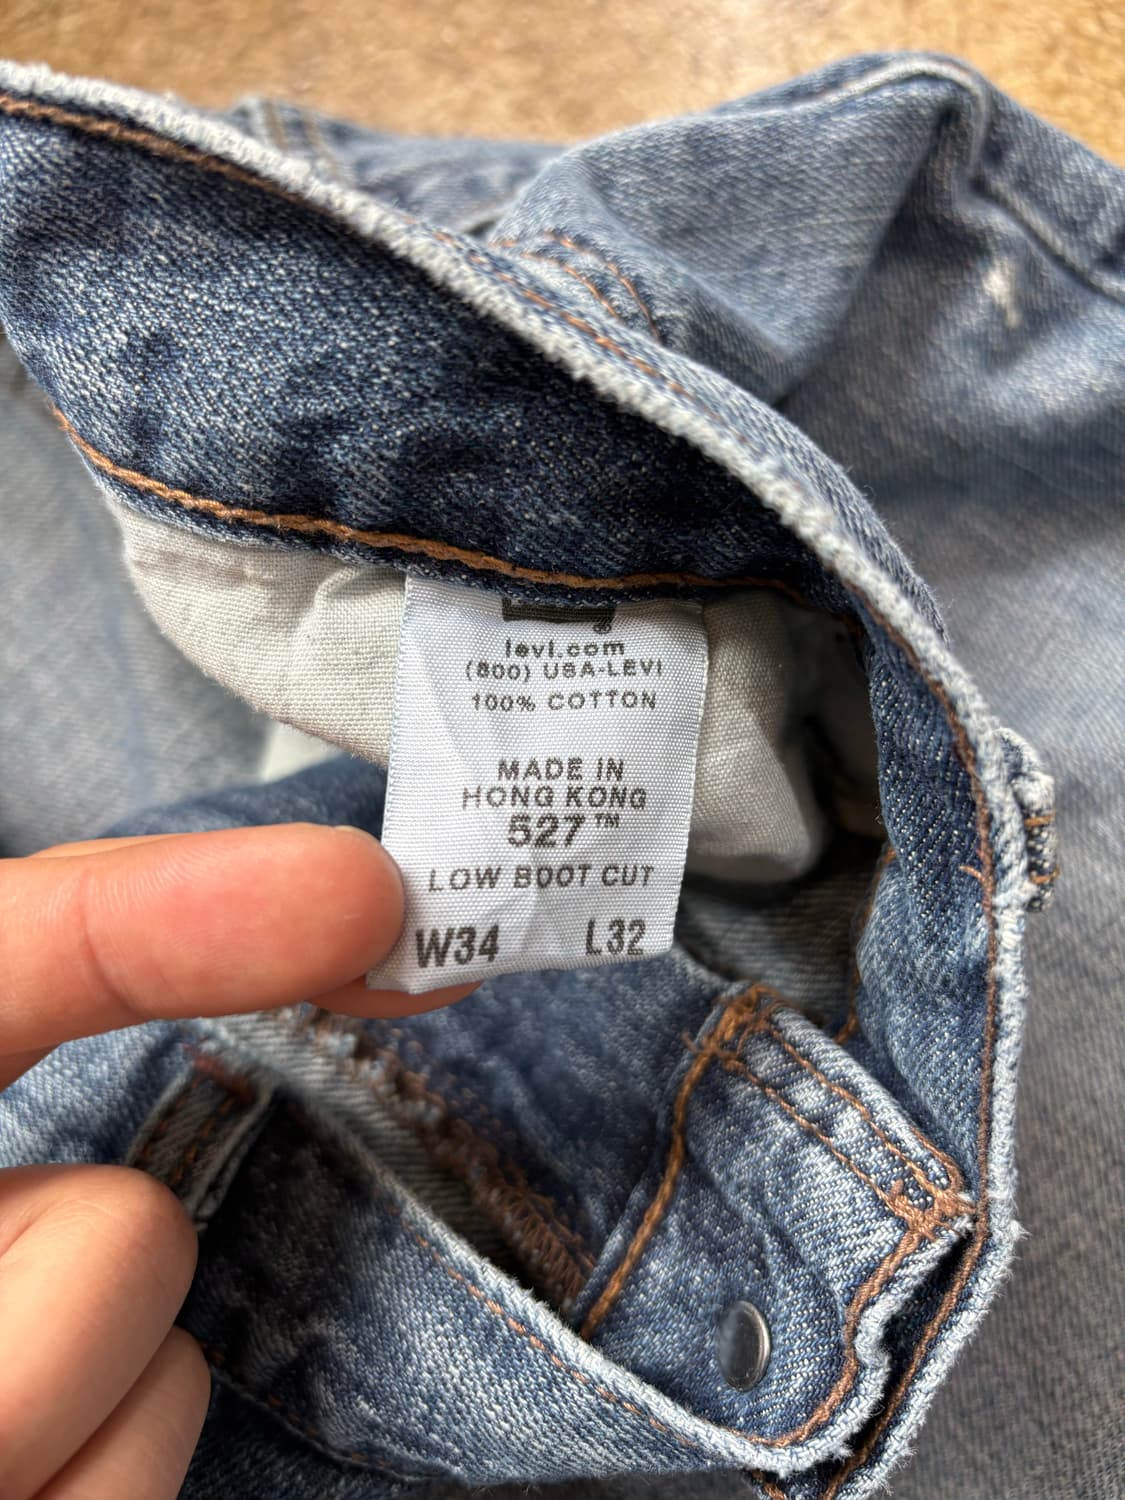 ®
levi.com
(800) USA-LEVI
100% COTTON
MADE IN
HONG KONG
527™
LOW BOOT CUT
W34 L32